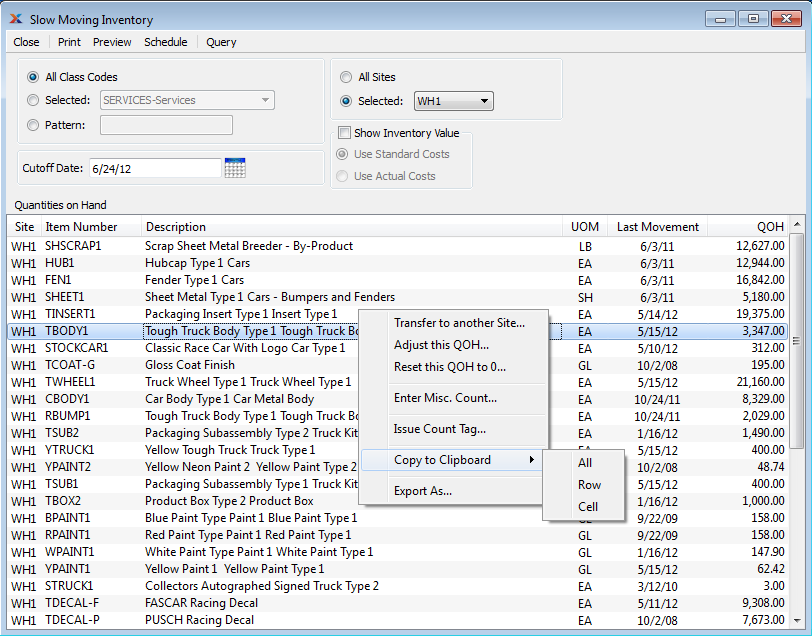 Slow Moving Inventory
Close Print Preview Schedule Query
All Class Codes
Selected: SERVICES-Services
Pattern:
Cutoff Date: 6/24/12
All Sites
Selected: WH1
Show Inventory Value
Use Standard Costs
Use Actual Costs
Quantities on Hand
Site Item Number Description UOM Last Movement QOH
WH1 SHSCRAP1 Scrap Sheet Metal Breeder - By-Product LB 6/3/11 12,627.00
WH1 HUB1 Hubcap Type 1 Cars EA 6/3/11 12,944.00
WH1 FEN1 Fender Type 1 Cars EA 6/3/11 16,842.00
WH1 SHEET1 Sheet Metal Type 1 Cars - Bumpers and Fenders SH 6/3/11 5,180.00
WH1 TINSERT1 Packaging Insert Type 1 Insert Type 1 EA 5/14/12 19,375.00
WH1 TBODY1 Tough Truck Body Type 1 Tough Truck Bo EA 5/15/12 3,347.00
WH1 STOCKCAR1 Classic Race Car With Logo Car Type 1 EA 5/10/12 312.00
WH1 TCOAT-G Gloss Coat Finish GL 10/2/08 195.00
WH1 TWHEEL1 Truck Wheel Type 1 Truck Wheel Type 1 EA 5/15/12 21,160.00
WH1 CBODY1 Car Body Type 1 Car Metal Body EA 10/24/11 8,329.00
WH1 RBUMP1 Tough Truck Body Type 1 Tough Truck Bo EA 10/24/11 2,029.00
WH1 TSUB2 Packaging Subassembly Type 2 Truck Kit EA 1/16/12 1,490.00
WH1 YTRUCK1 Yellow Tough Truck Truck Type 1 EA 5/15/12 400.00
WH1 YPAINT2 Yellow Neon Paint 2 Yellow Paint Type 2 10/2/08 48.74
WH1 TSUB1 Packaging Subassembly Type 1 Truck Kit 5/15/12 400.00
WH1 TBOX2 Product Box Type 2 Product Box 1/16/12 1,000.00
WH1 BPAINT1 Blue Paint Type Paint 1 Blue Paint Type 1 9/22/09 158.00
WH1 RPAINT1 Red Paint Type Paint 1 Red Paint Type 1 GL 9/22/09 158.00
WH1 WPAINT1 White Paint Type Paint 1 White Paint Type 1 GL 1/16/12 147.90
WH1 YPAINT1 Yellow Paint 1 Yellow Paint Type 1 GL 5/15/12 62.42
WH1 STRUCK1 Collectors Autographed Signed Truck Type 2 EA 3/12/10 3.00
WH1 TDECAL-F FASCAR Racing Decal EA 5/11/12 9,308.00
WH1 TDECAL-P PUSCH Racing Decal EA 10/2/08 7,673.00
Transfer to another Site...
Adjust this QOH...
Reset this QOH to 0...
Enter Misc. Count...
Issue Count Tag...
Copy to Clipboard
Export As...
All
Row
Cell